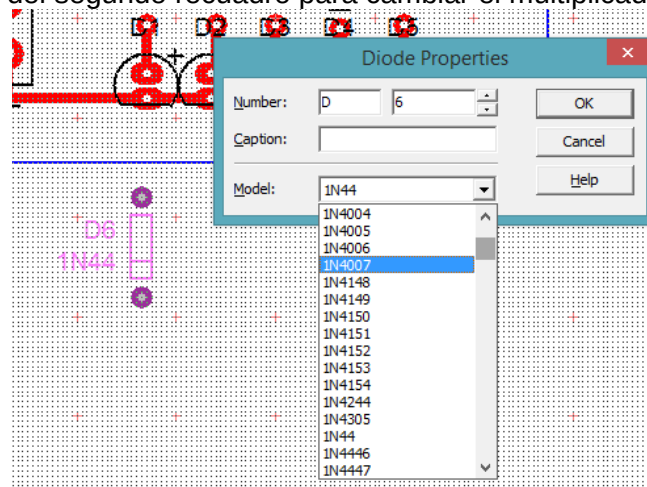 del segundo recuadro para cambiar el multiplicad
D1 D2 D3 D4 D5
Diode Properties
Number: D 6
OK
Caption:
Cancel
Model: 1N44
Help
1N4004
1N4005
1N4006
1N4007
1N4148
1N4149
1N4150
1N4151
1N4152
1N4153
1N4154
1N4244
1N4305
1N44
1N4446
1N4447
D6
1N44